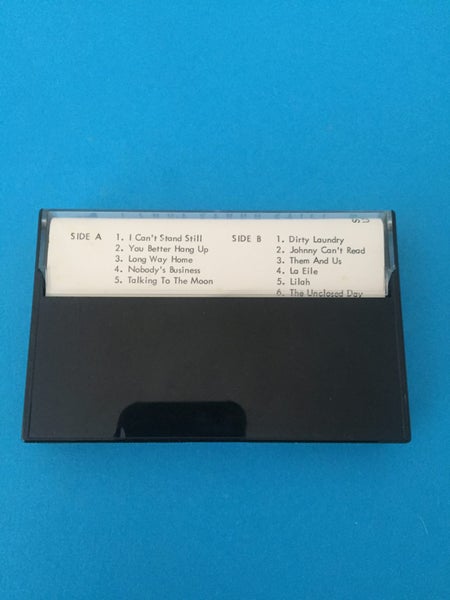 SIDE A
1. I Can't Stand Still
2. You Better Hang Up
3. Long Way Home
4. Nobody's Business
5. Talking To The Moon
SIDE B
1. Dirty Laundry
2. Johnny Can't Read
3. Them And Us
4. La Eile
5. Lilah
6. The Unclosed Day